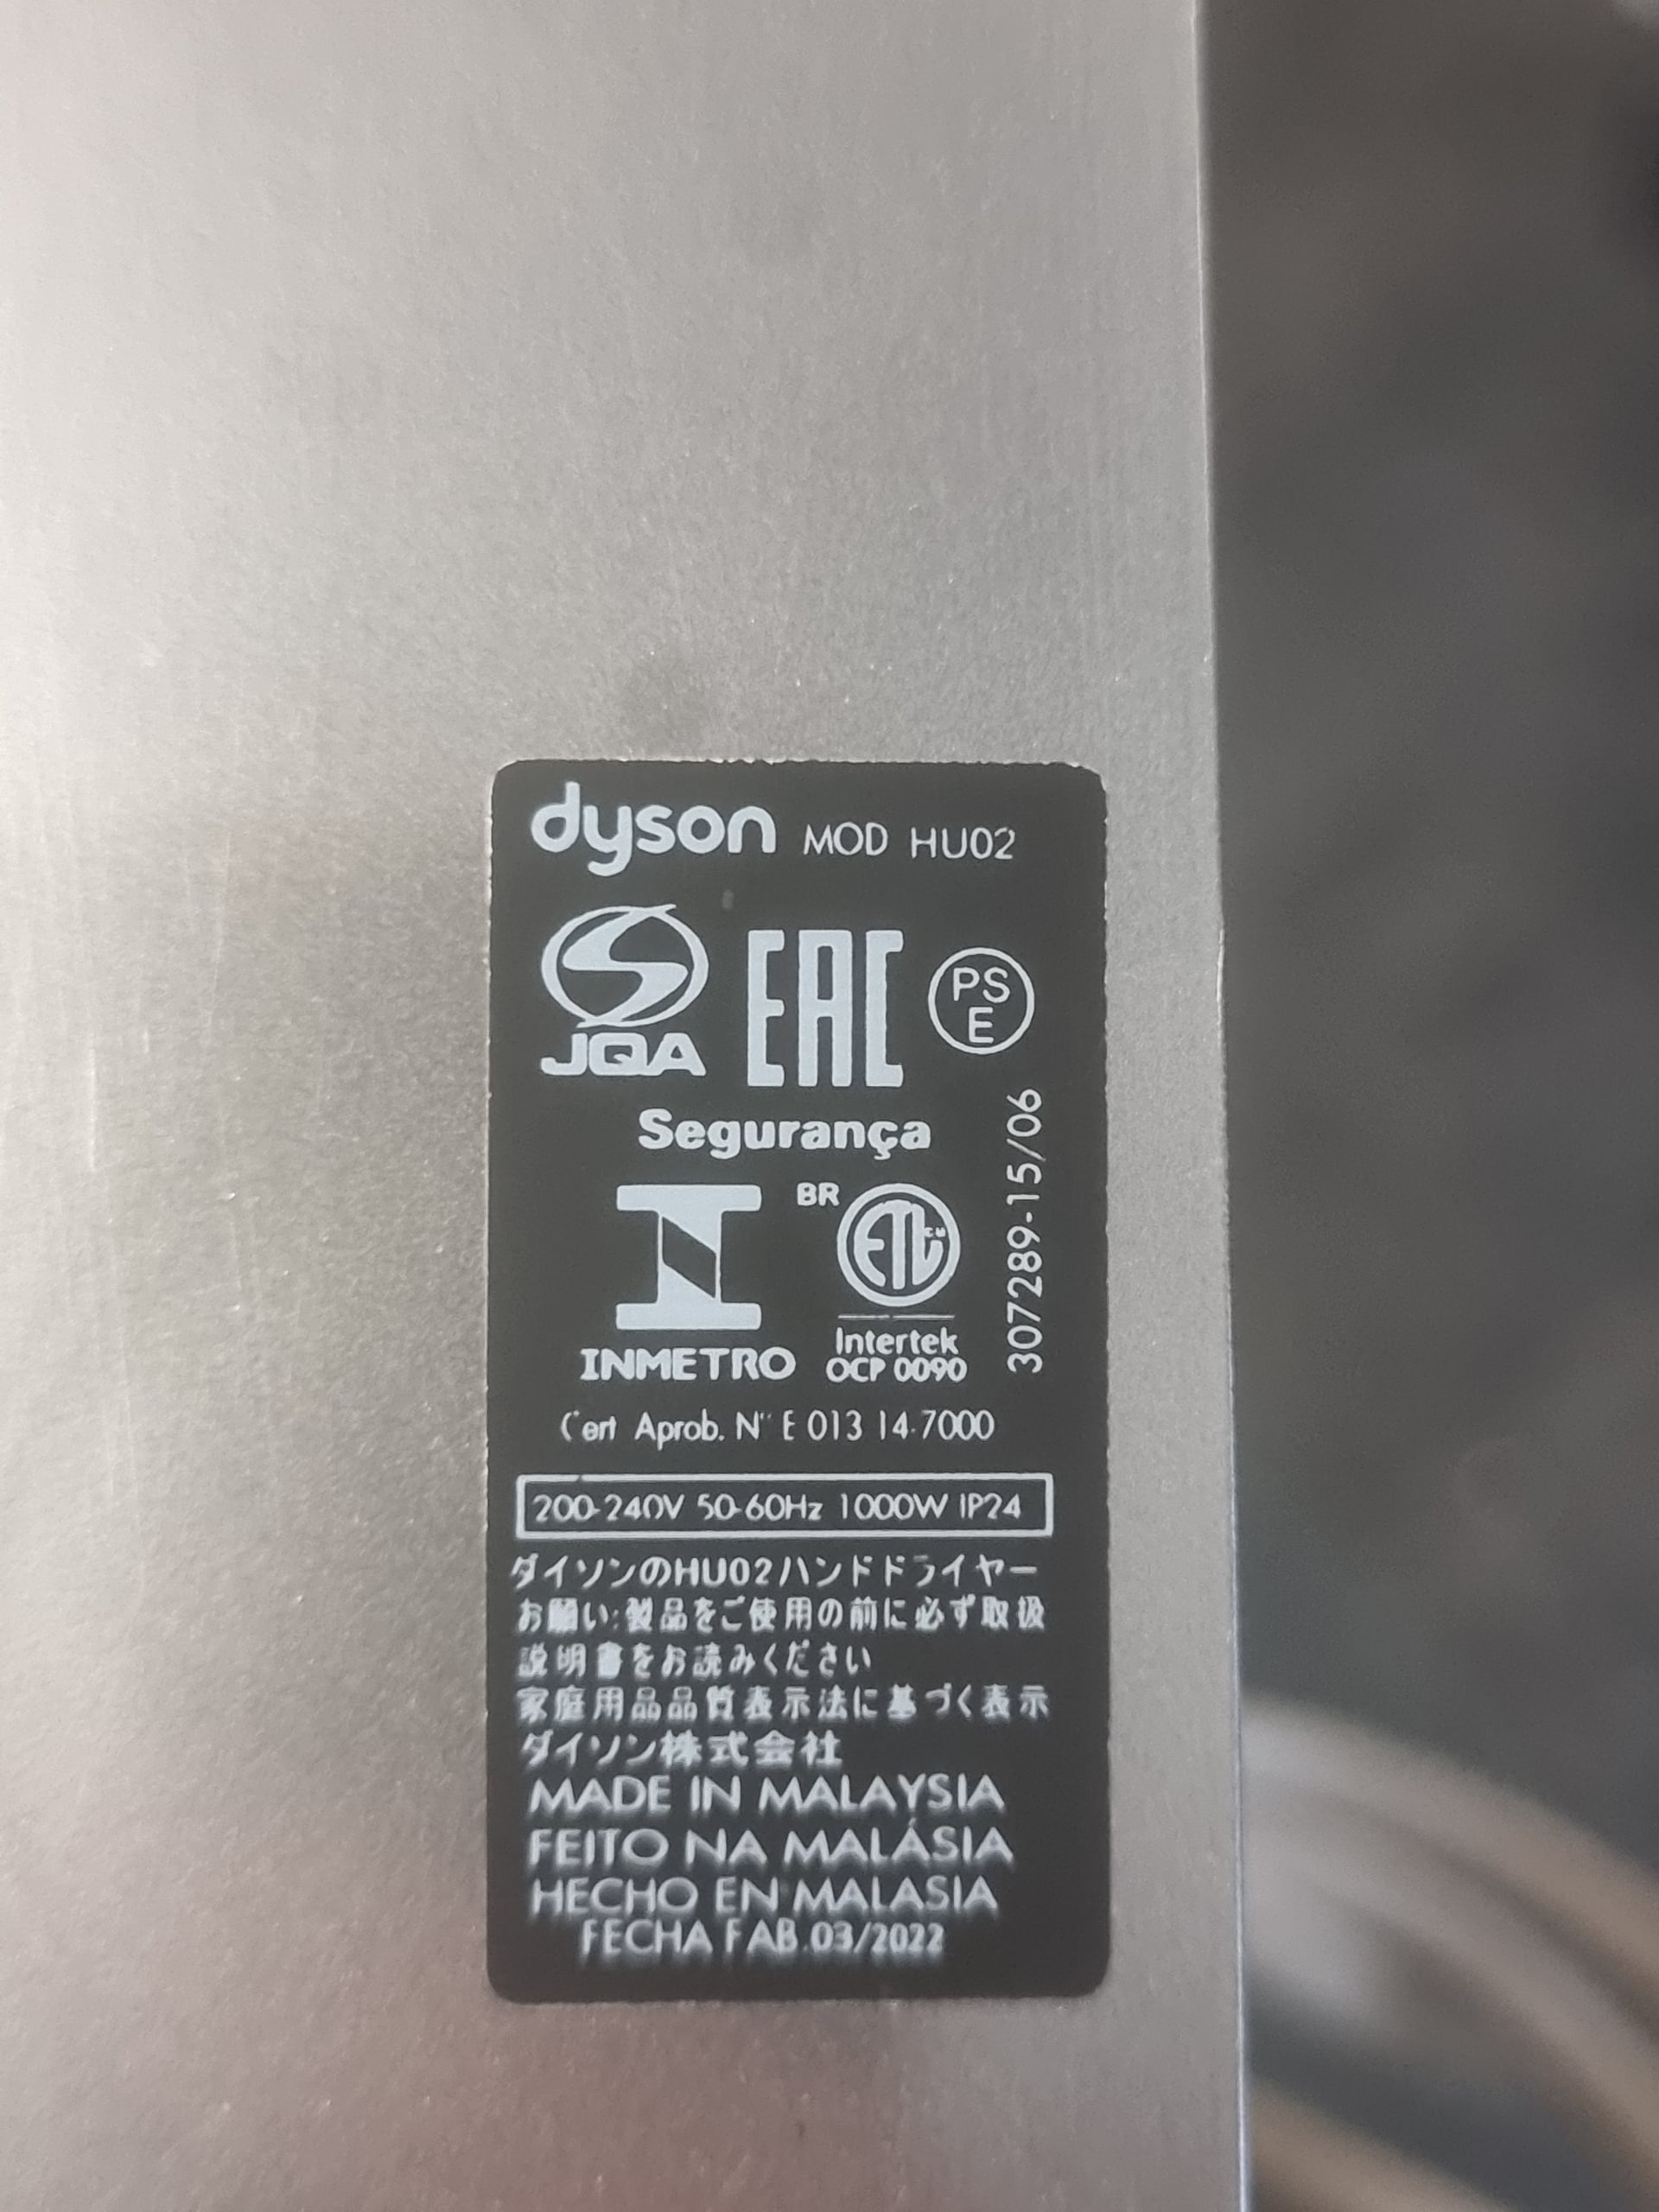 dyson MOD HU02
JQA EAC PS E
Segurança
BR
ETL
INMETRO
Intertek
OCP 0090
307289-15/06
Cert Aprob. N° E 013 14-7000
200-240V 50-60Hz 1000W IP24
ダイソンのHU02ハンドドライヤー
お願い:製品をご使用の前に必ず取扱
説明書をお読みください
家庭用品品質表示法に基づく表示
ダイソン株式会社
MADE IN MALAYSIA
FEITO NA MALÁSIA
HECHO EN MALASIA
FECHA FAB.03/2022